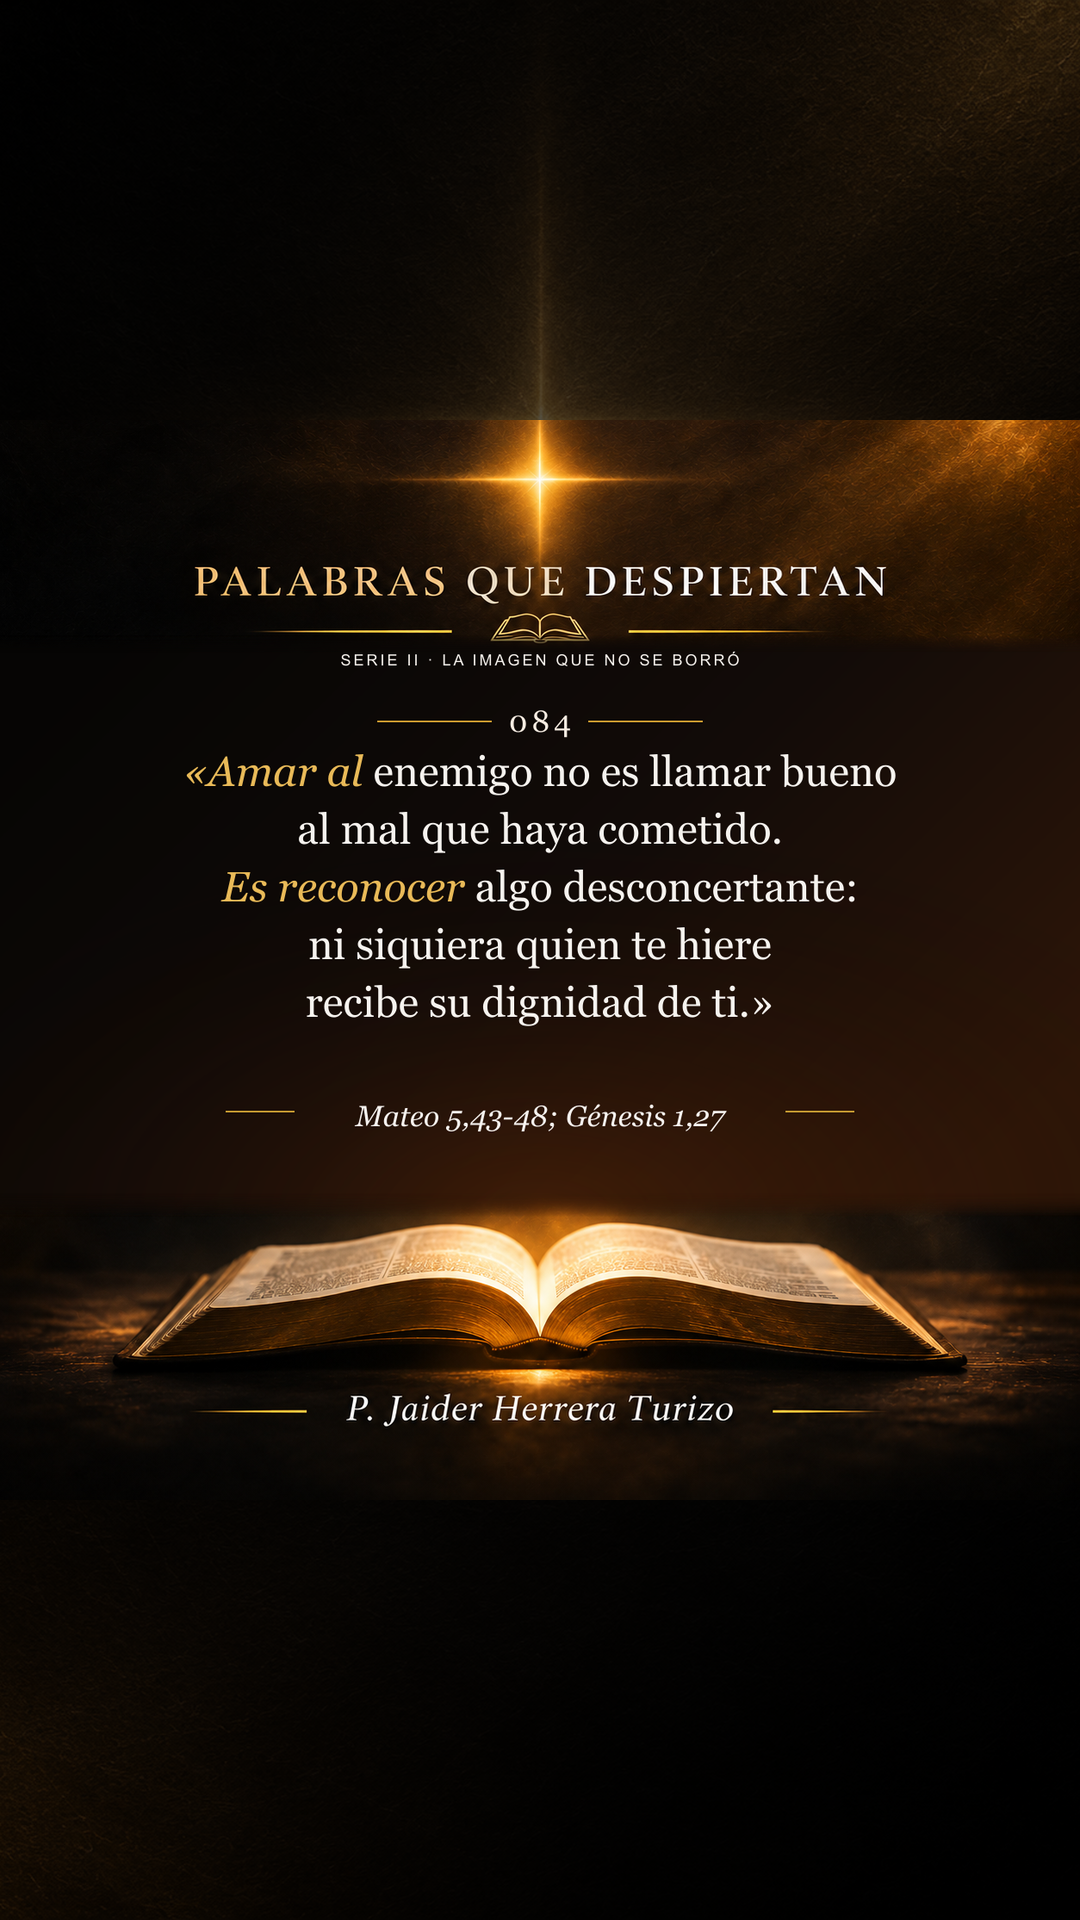 PALABRAS QUE DESPIERTAN
SERIE II · LA IMAGEN QUE NO SE BORRÓ
084
«Amar al enemigo no es llamar bueno
al mal que haya cometido.
Es reconocer algo desconcertante:
ni siquiera quien te hiere
recibe su dignidad de ti.»
Mateo 5,43-48; Génesis 1,27
P. Jaider Herrera Turizo